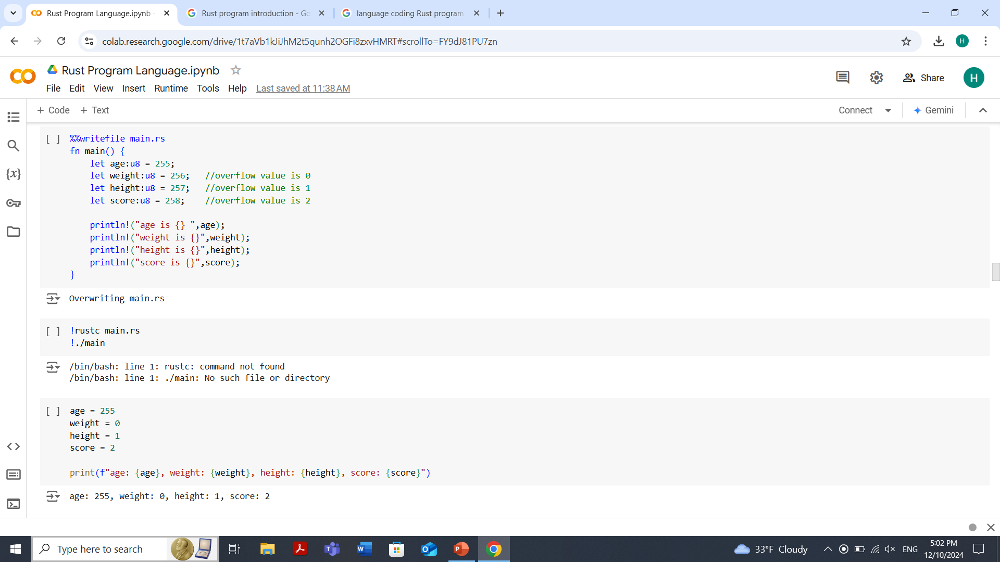 Rust Program Language.ipynb -
Rust program introduction - Go
language coding Rust program
colab.research.google.com/drive/1t7aVb1kJiJhM2t5qunh2OGFi8zxvHMRT#scrollTo=FY9dJ81PU7zn
H
Rust Program Language.ipynb
File Edit View Insert Runtime Tools Help Last saved at 11:38 AM
Share
H
+ Code + Text
Connect
Gemini
[ ] %%writefile main.rs
fn main() {
    let age:u8 = 255;
    let weight:u8 = 256;   //overflow value is 0
    let height:u8 = 257;   //overflow value is 1
    let score:u8 = 258;    //overflow value is 2
    println!("age is {} ",age);
    println!("weight is {}",weight);
    println!("height is {}",height);
    println!("score is {}",score);
}
Overwriting main.rs
[ ] !rustc main.rs
!./main
/bin/bash: line 1: rustc: command not found
/bin/bash: line 1: ./main: No such file or directory
[ ] age = 255
weight = 0
height = 1
score = 2
print(f"age: {age}, weight: {weight}, height: {height}, score: {score}")
age: 255, weight: 0, height: 1, score: 2
Type here to search
33°F Cloudy
ENG
5:02 PM
12/10/2024